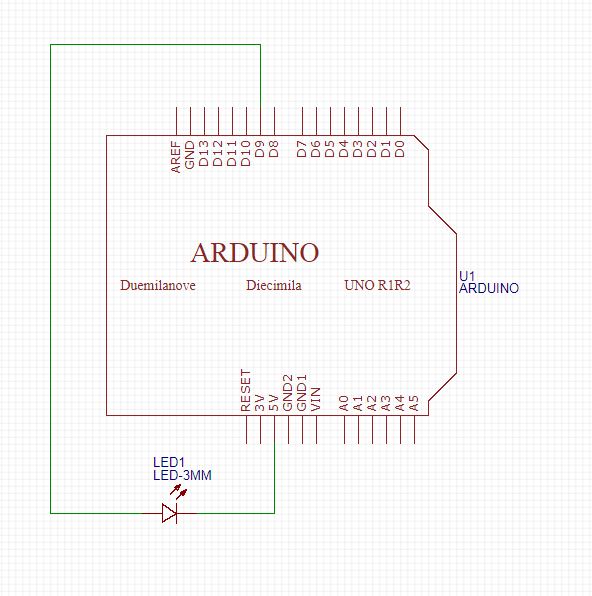 AREF
GND
D13
D12
D11
D10
D9
D8
D7
D6
D5
D4
D3
D2
D1
D0
ARDUINO
Duemilanove Diecimila UNO R1R2
U1
ARDUINO
RESET
3V
5V
GND2
GND1
VIN
A0
A1
A2
A3
A4
A5
LED1
LED-3MM